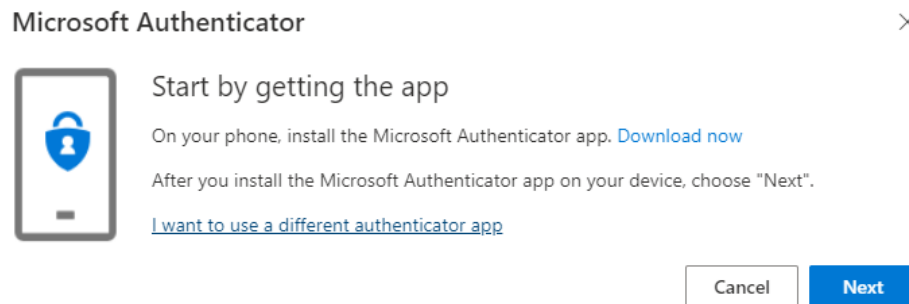 Microsoft Authenticator
Start by getting the app
On your phone, install the Microsoft Authenticator app. Download now
After you install the Microsoft Authenticator app on your device, choose "Next".
I want to use a different authenticator app
Cancel
Next